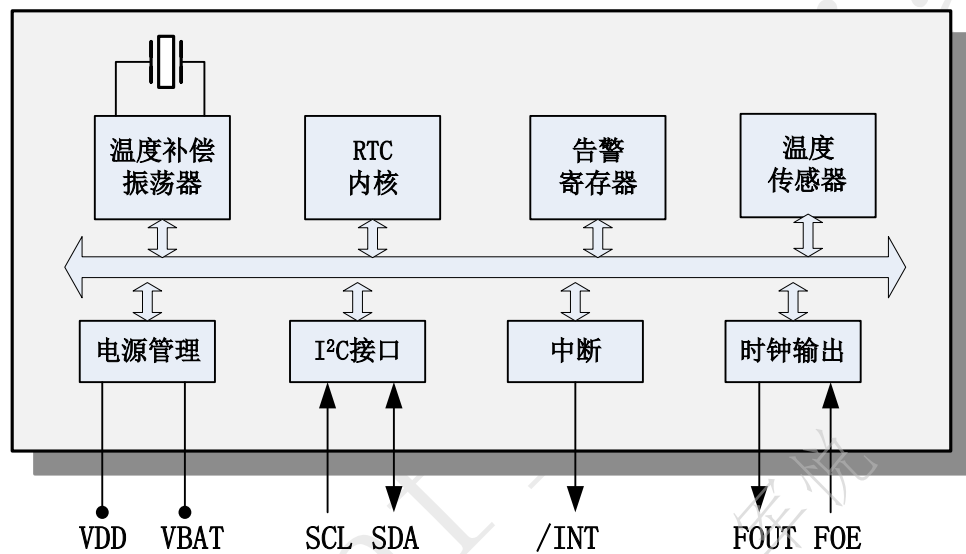 温度补偿
振荡器
RTC
内核
告警
寄存器
温度
传感器
电源管理
I²C接口
中断
时钟输出
VDD VBAT SCL SDA /INT FOUT FOE